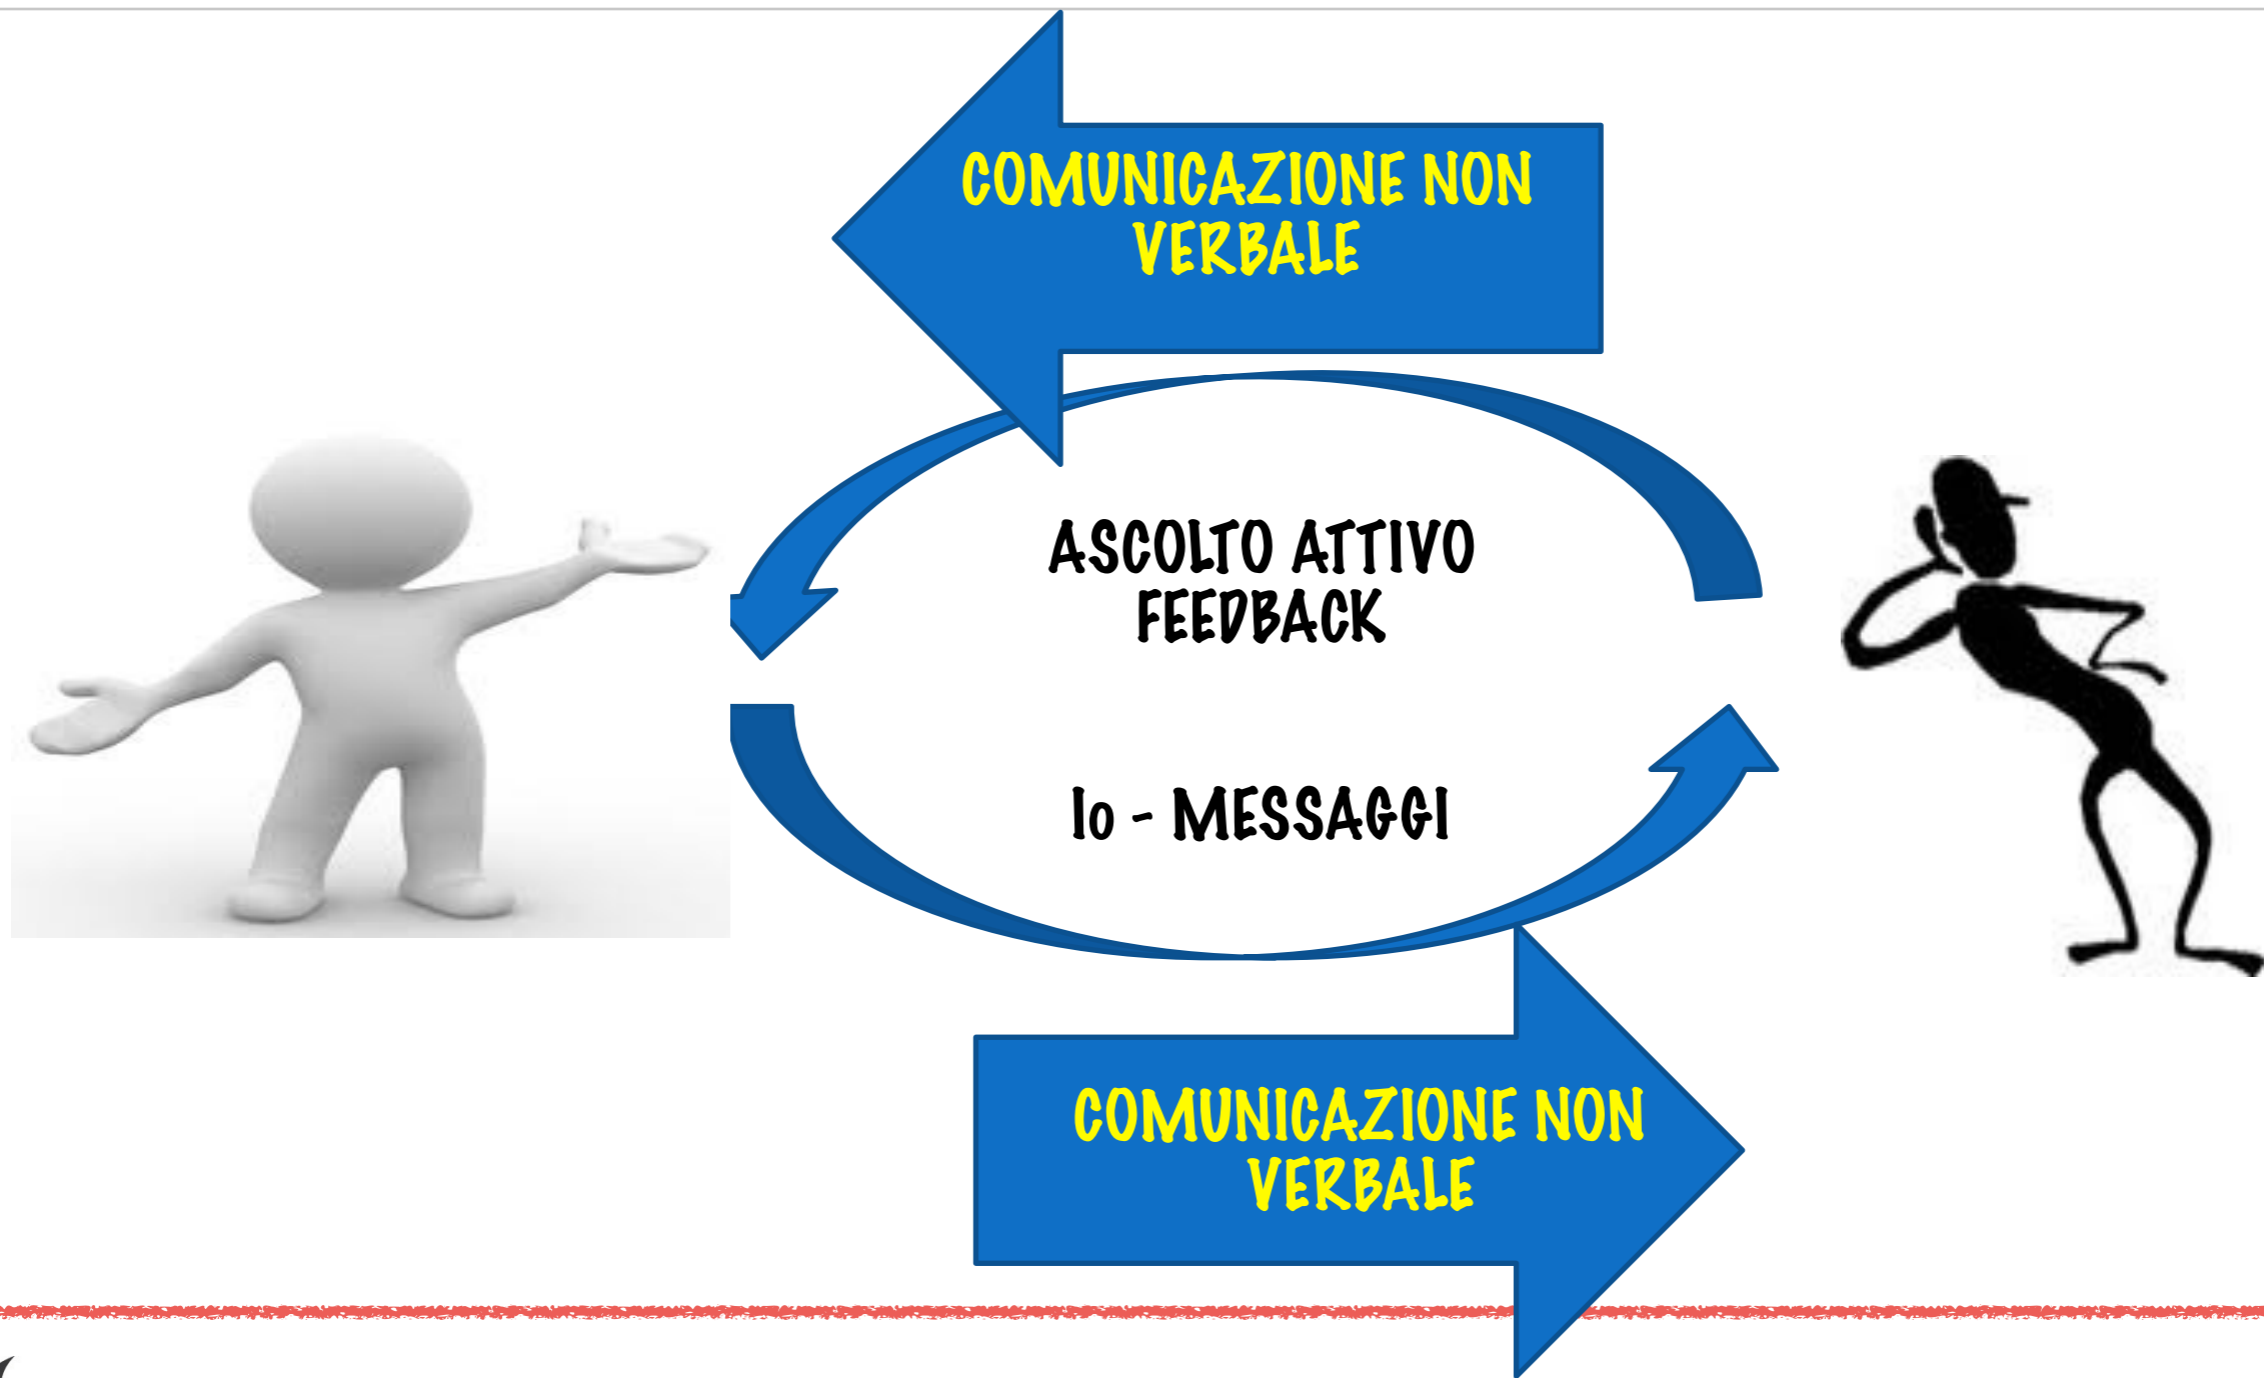 COMUNICAZIONE NON
VERBALE
ASCOLTO ATTIVO
FEEDBACK
Io - MESSAGGI
COMUNICAZIONE NON
VERBALE